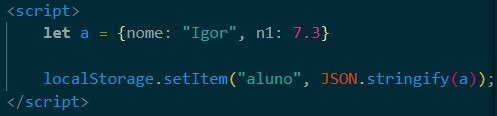 <script>
let a = {nome: "Igor", n1: 7.3}
localStorage.setItem("aluno", JSON.stringify(a));
</script>